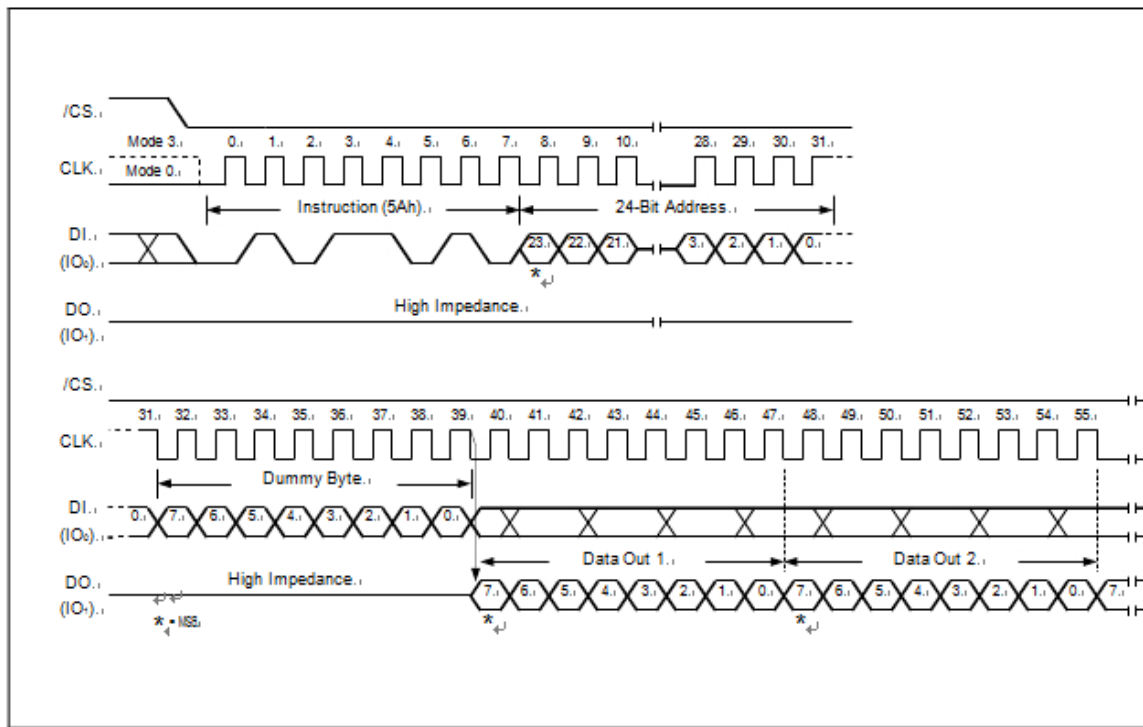 /CS
Mode 3 0 1 2 3 4 5 6 7 8 9 10 28 29 30 31
CLK Mode 0
Instruction (5Ah) 24-Bit Address
DI 23 22 21 3 2 1 0
(IO₀)
*
High Impedance
DO
(IO₁)
/CS
31 32 33 34 35 36 37 38 39 40 41 42 43 44 45 46 47 48 49 50 51 52 53 54 55
CLK
Dummy Byte
DI 0 7 6 5 4 3 2 1 0
(IO₀)
Data Out 1 Data Out 2
High Impedance
DO 7 6 5 4 3 2 1 0 7 6 5 4 3 2 1 0 7
(IO₁)
* *
* = MSB